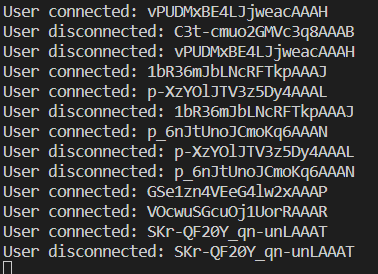 User connected: vPUDMxBE4LJjweacAAAH
User disconnected: C3t-cmuo2GMVc3q8AAAB
User disconnected: vPUDMxBE4LJjweacAAAH
User connected: 1bR36mJbLNcRFTkpAAAJ
User connected: p-XzYOlJTV3z5Dy4AAAL
User disconnected: 1bR36mJbLNcRFTkpAAAJ
User connected: p_6nJtUnoJCmoKq6AAAN
User disconnected: p-XzYOlJTV3z5Dy4AAAL
User disconnected: p_6nJtUnoJCmoKq6AAAN
User connected: GSe1zn4VEeG4lw2xAAAP
User connected: VOcwuSGcuOj1UorRAAAR
User connected: SKr-QF20Y_qn-unLAAAT
User disconnected: SKr-QF20Y_qn-unLAAAT